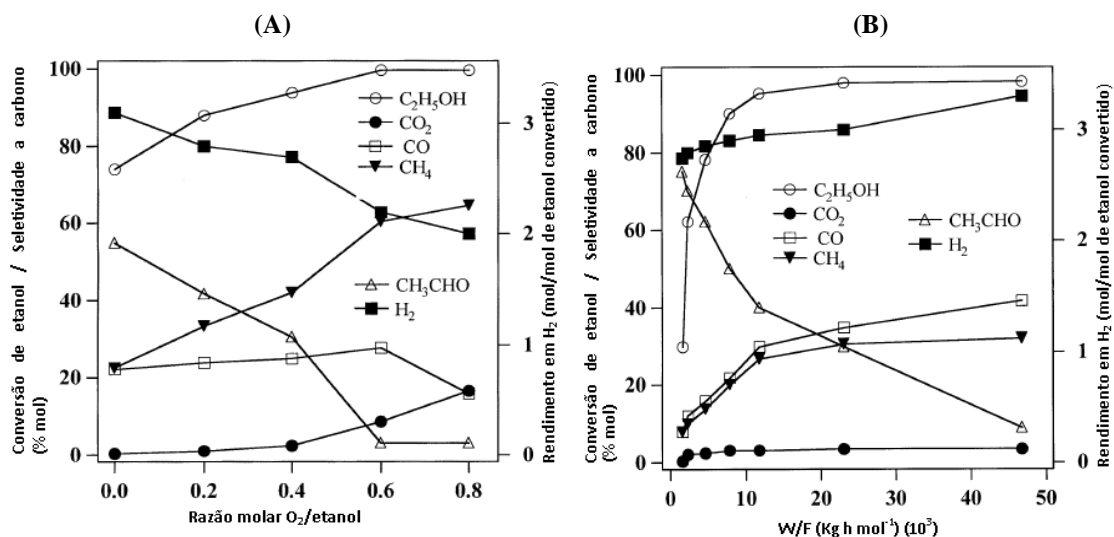 (A)
100
80
60
40
20
0
C₂H₅OH
CO₂
CO
CH₄
CH₃CHO
H₂
3
2
1
0
0.0 0.2 0.4 0.6 0.8
Razão molar O₂/etanol
Conversão de etanol / Seletividade a carbono
(% mol)
Rendimento em H₂ (mol/mol de etanol convertido)
(B)
100
80
60
40
20
0
C₂H₅OH
CO₂
CO
CH₄
CH₃CHO
H₂
3
2
1
0
0 10 20 30 40 50
W/F (Kg h mol⁻¹) (10³)
Conversão de etanol / Seletividade a carbono
(% mol)
Rendimento em H₂ (mol/mol de etanol convertido)